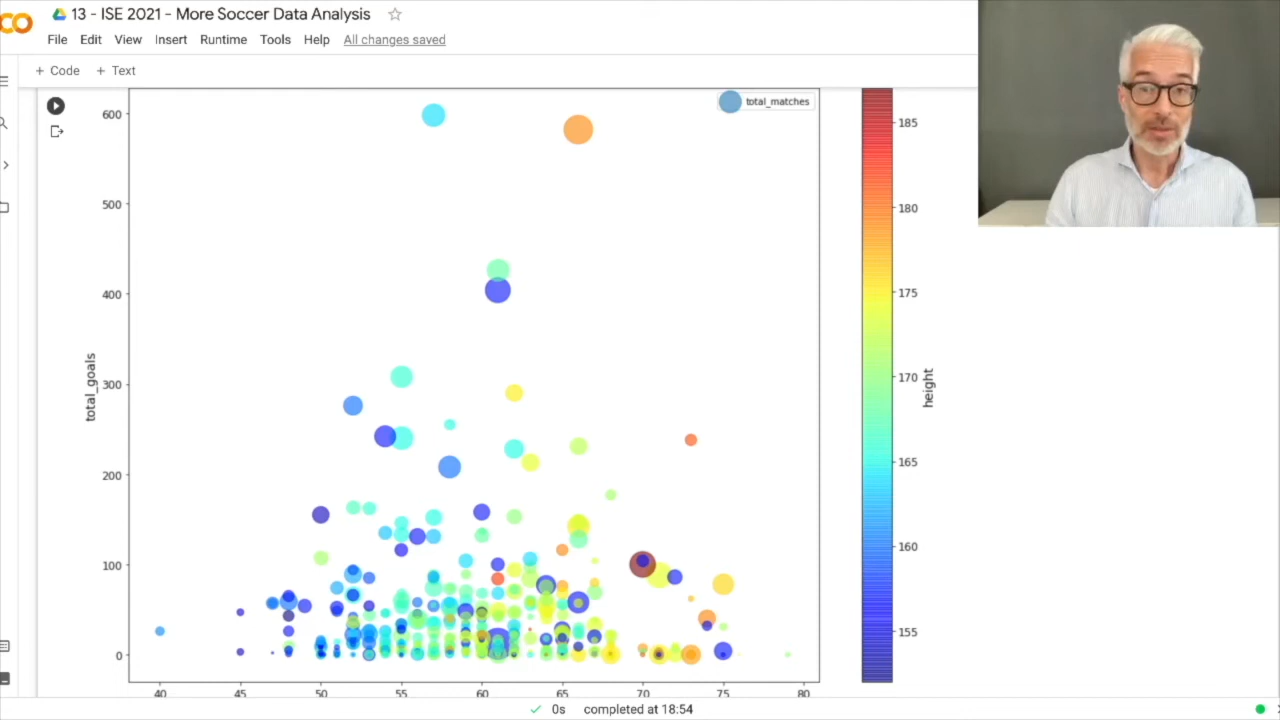 CO 13 - ISE 2021 - More Soccer Data Analysis
File Edit View Insert Runtime Tools Help All changes saved
+ Code + Text
total_matches
600
500
400
300
200
100
0
total_goals
40 45 50 55 60 65 70 75 80
185
180
175
170
165
160
155
height
0s completed at 18:54